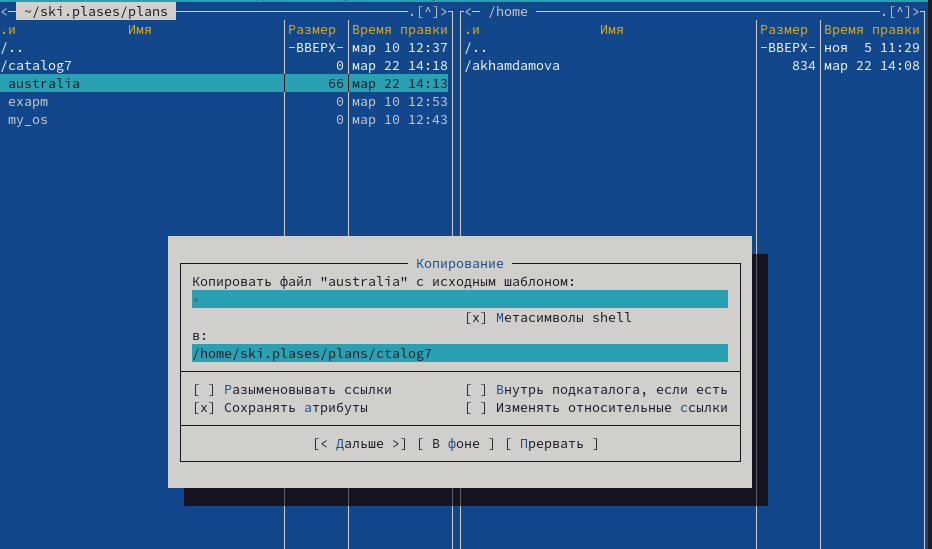 <─ ~/ski.plases/plans ─.[^]>┐
.и Имя Размер Время правки
/.. -ВВЕРХ- мар 10 12:37
/catalog7 0 мар 22 14:18
australia 66 мар 22 14:13
exapm 0 мар 10 12:53
my_os 0 мар 10 12:43
<─ /home ─.[^]>┐
.и Имя Размер Время правки
/.. -ВВЕРХ- ноя 5 11:29
/akhamdamova 834 мар 22 14:08
Копирование
Копировать файл "australia" с исходным шаблоном:
*
[x] Метасимволы shell
в:
/home/ski.plases/plans/ctalog7
[ ] Разыменовывать ссылки [ ] Внутрь подкаталога, если есть
[x] Сохранять атрибуты [ ] Изменять относительные ссылки
[< Дальше >] [ В фоне ] [ Прервать ]